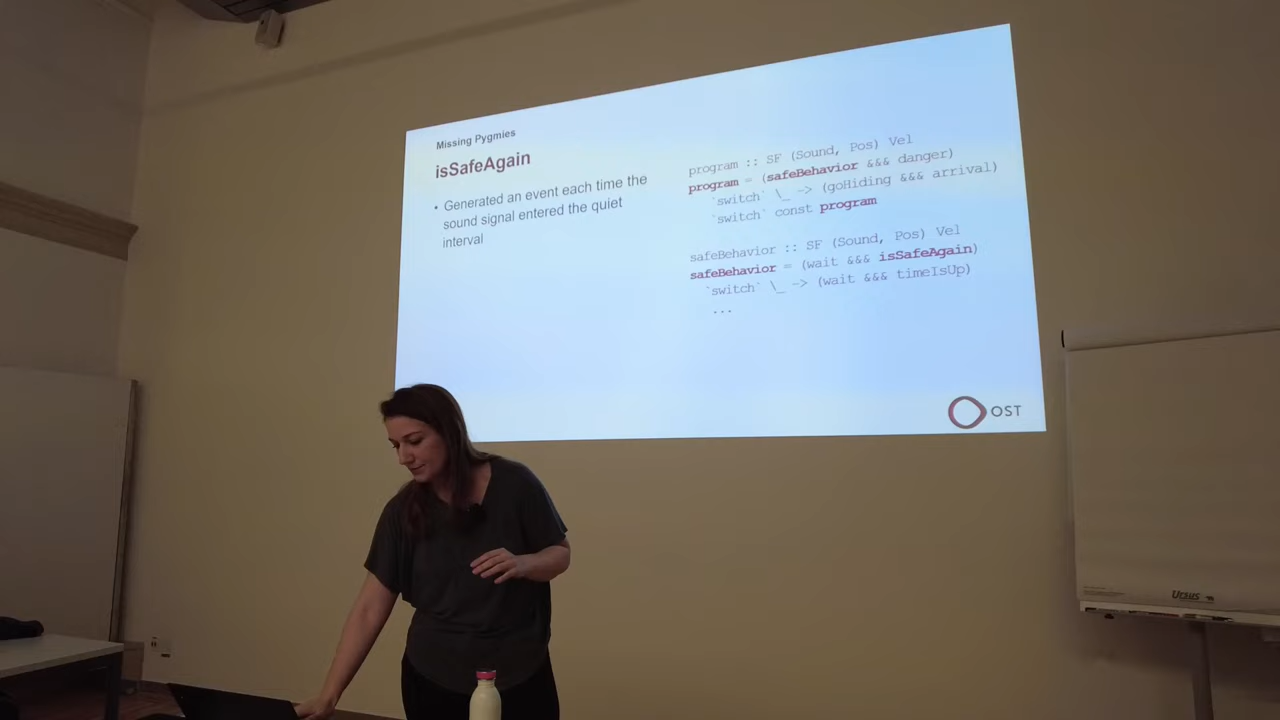 Missing Pygmies
isSafeAgain
• Generated an event each time the
sound signal entered the quiet
interval
program :: SF (Sound, Pos) Vel
program = (safeBehavior &&& danger)
`switch` \_ -> (goHiding &&& arrival)
`switch` const program
safeBehavior :: SF (Sound, Pos) Vel
safeBehavior = (wait &&& isSafeAgain)
`switch` \_ -> (wait &&& timeIsUp)
...
OST
Ursus